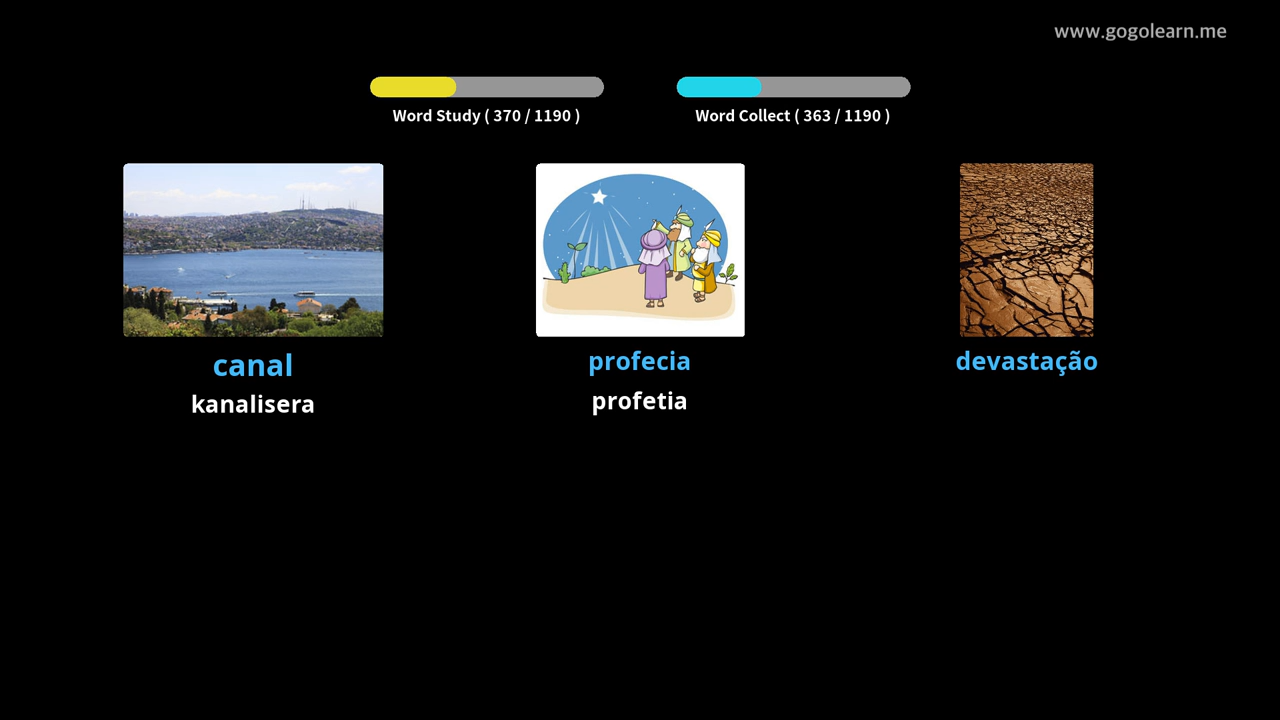 www.gogolearn.me
Word Study ( 370 / 1190 )
Word Collect ( 363 / 1190 )
canal
kanalisera
profecia
profetia
devastação